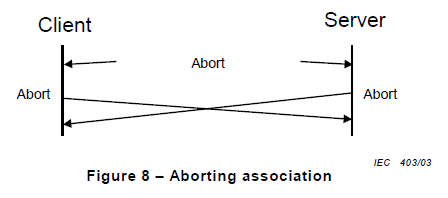 Client Server
Abort
Abort Abort
IEC 403/03
Figure 8 – Aborting association